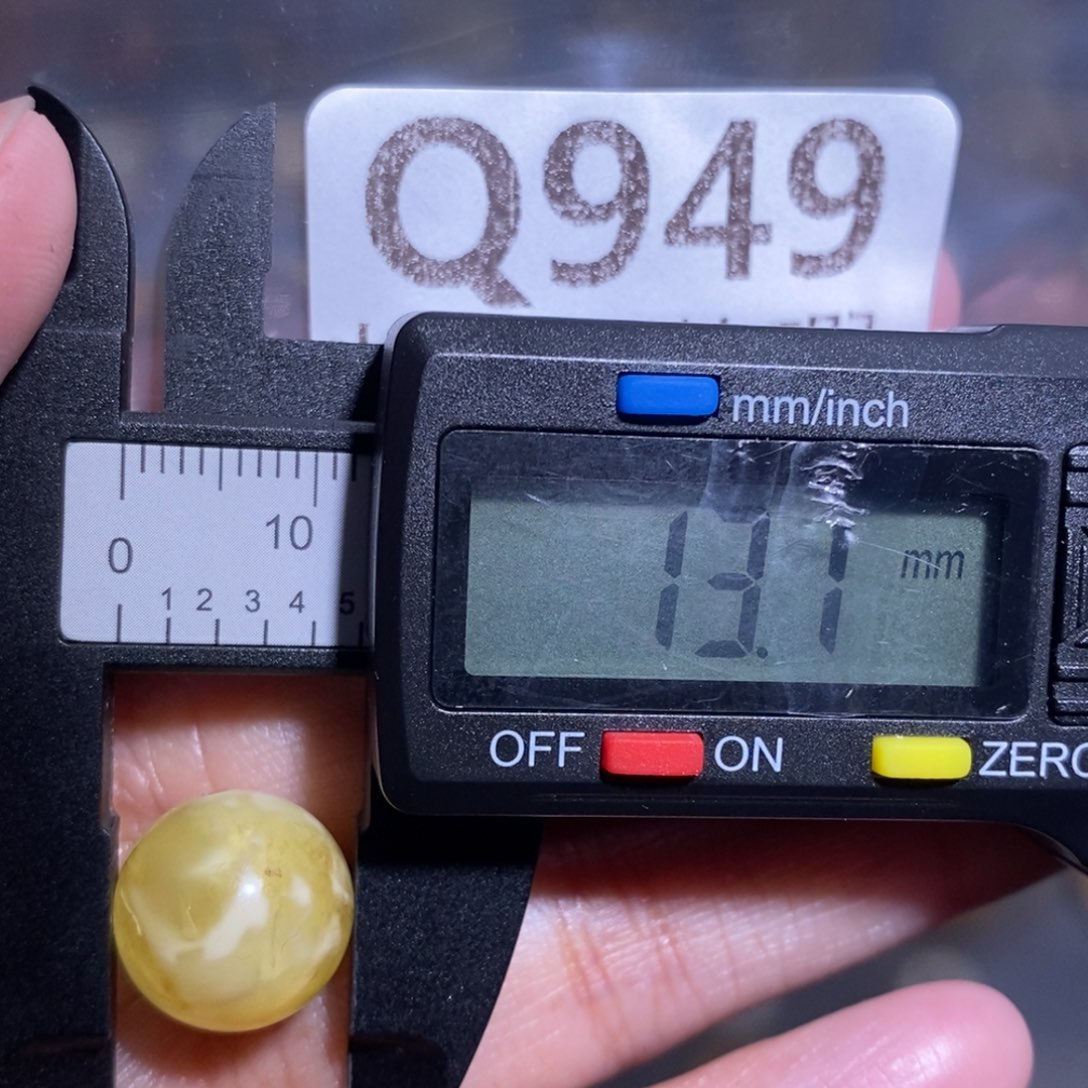 Q949
mm/inch
13.1 mm
0 10
1 2 3 4 5
OFF ON ZERO